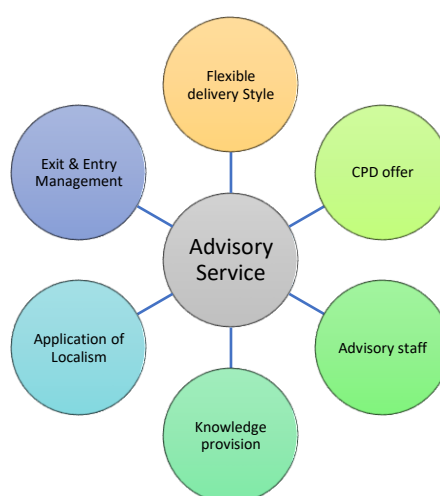 Flexible
delivery Style
Exit & Entry
Management
CPD offer
Advisory
Service
Application of
Localism
Advisory staff
Knowledge
provision